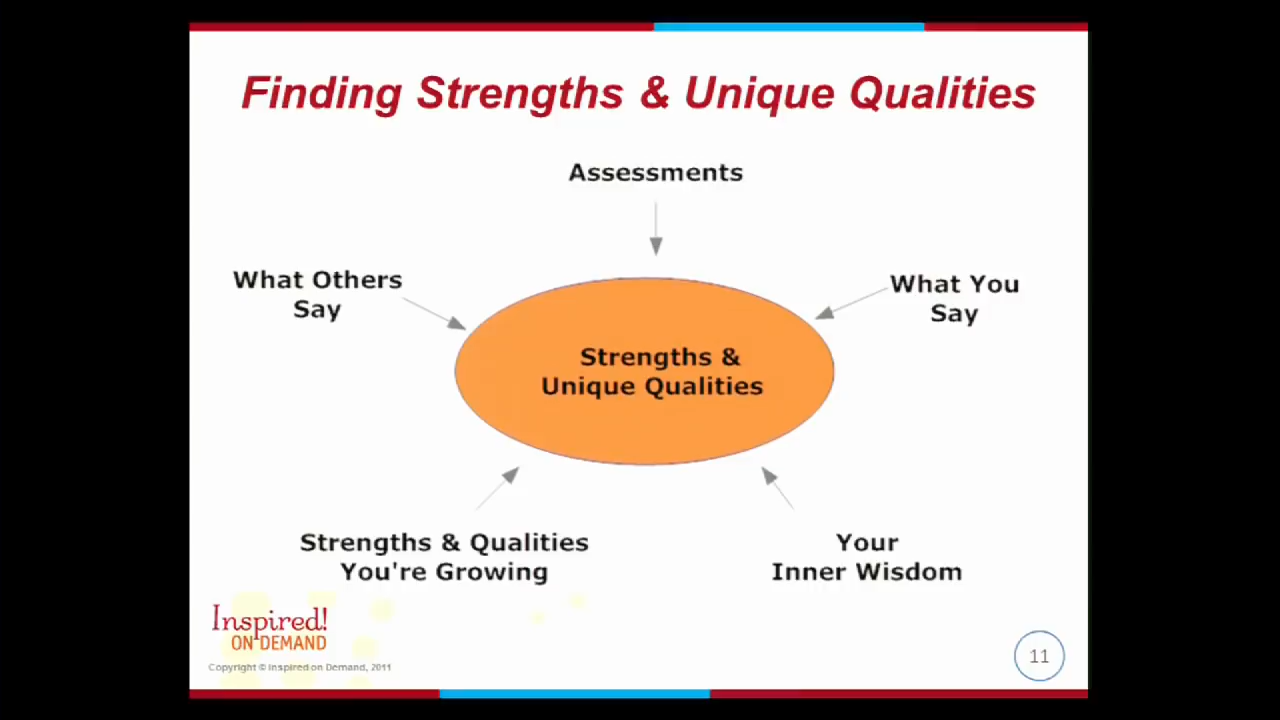 Finding Strengths & Unique Qualities
Assessments
What Others
Say
What You
Say
Strengths &
Unique Qualities
Strengths & Qualities
You're Growing
Your
Inner Wisdom
Inspired!
ON DEMAND
Copyright © Inspired on Demand, 2011
11